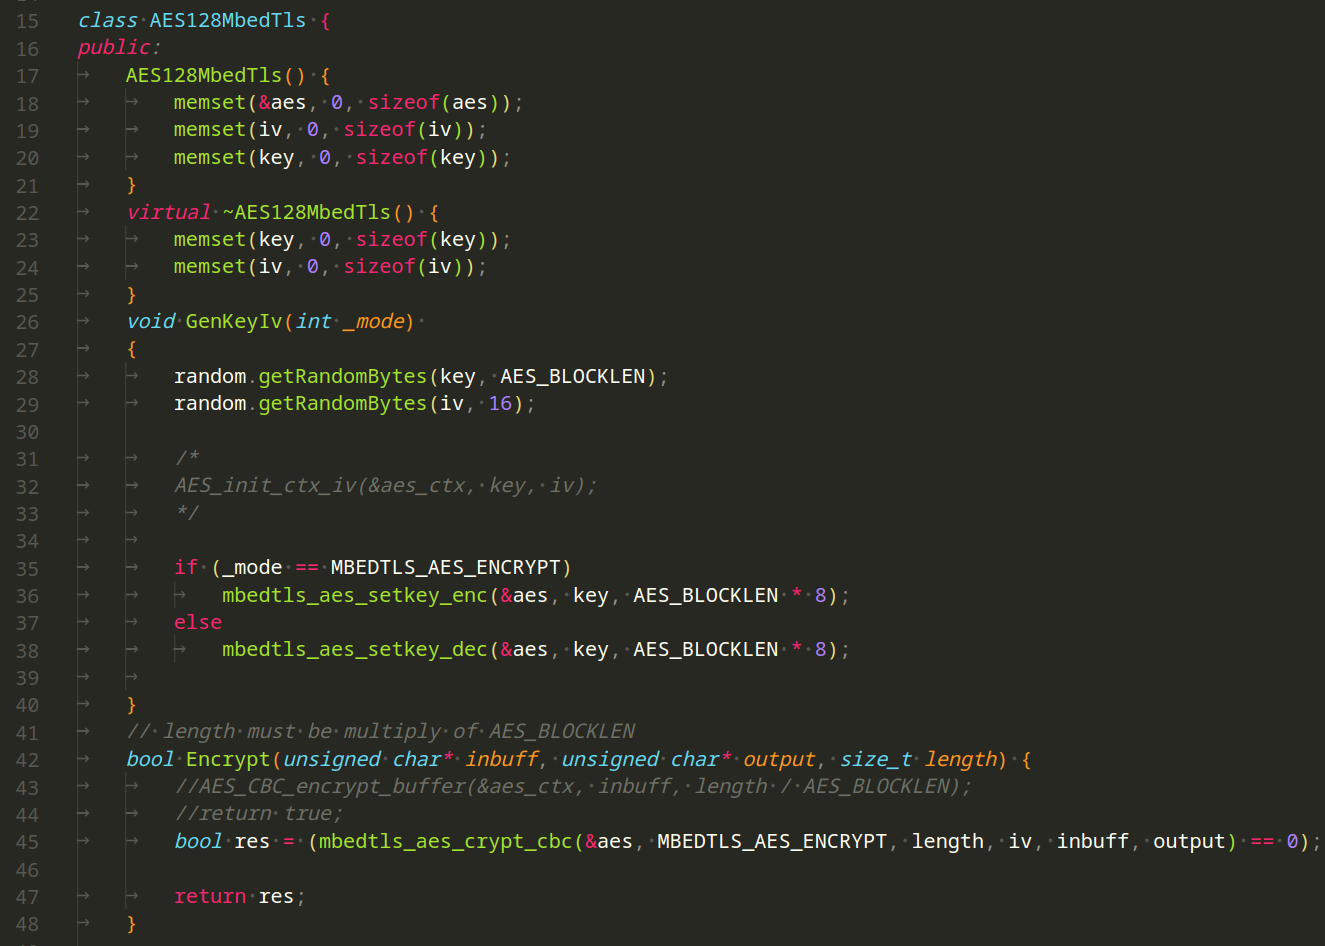 15 class AES128MbedTls {
16 public:
17 AES128MbedTls() {
18 memset(&aes, 0, sizeof(aes));
19 memset(iv, 0, sizeof(iv));
20 memset(key, 0, sizeof(key));
21 }
22 virtual ~AES128MbedTls() {
23 memset(key, 0, sizeof(key));
24 memset(iv, 0, sizeof(iv));
25 }
26 void GenKeyIv(int _mode)
27 {
28 random.getRandomBytes(key, AES_BLOCKLEN);
29 random.getRandomBytes(iv, 16);
30
31 /*
32 AES_init_ctx_iv(&aes_ctx, key, iv);
33 */
34
35 if (_mode == MBEDTLS_AES_ENCRYPT)
36 mbedtls_aes_setkey_enc(&aes, key, AES_BLOCKLEN * 8);
37 else
38 mbedtls_aes_setkey_dec(&aes, key, AES_BLOCKLEN * 8);
39
40 }
41 // length must be multiply of AES_BLOCKLEN
42 bool Encrypt(unsigned char* inbuff, unsigned char* output, size_t length) {
43 //AES_CBC_encrypt_buffer(&aes_ctx, inbuff, length / AES_BLOCKLEN);
44 //return true;
45 bool res = (mbedtls_aes_crypt_cbc(&aes, MBEDTLS_AES_ENCRYPT, length, iv, inbuff, output) == 0);
46
47 return res;
48 }